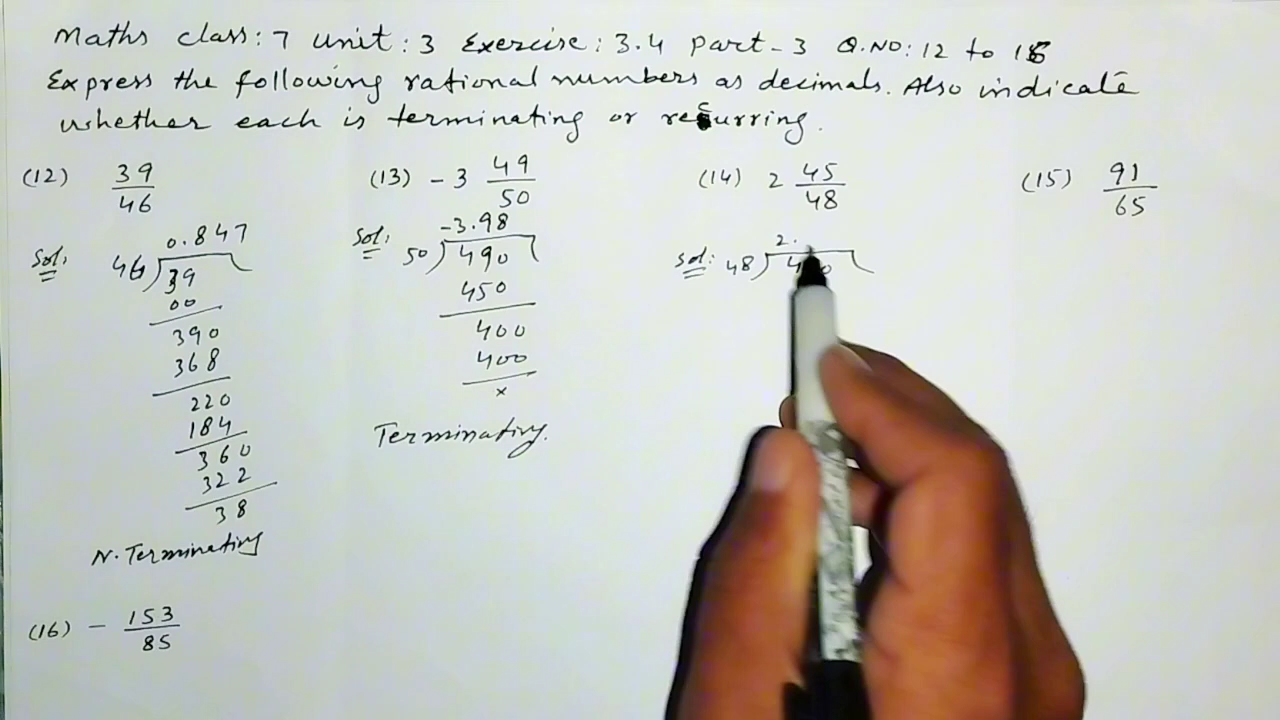 Maths class: 7 unit: 3 Exercise: 3.4 part-3 Q.NO: 12 to 16
Express the following rational numbers as decimals. Also indicate
whether each is terminating or recurring.
(12) 39/46
Sol:
0.847
46) 39
00
390
368
220
184
360
322
38
N. Terminating
(13) -3 49/50
Sol:
-3.98
50) 490
450
400
400
x
Terminating.
(14) 2 45/48
Sol:
2.
48)
(15) 91/65
(16) - 153/85